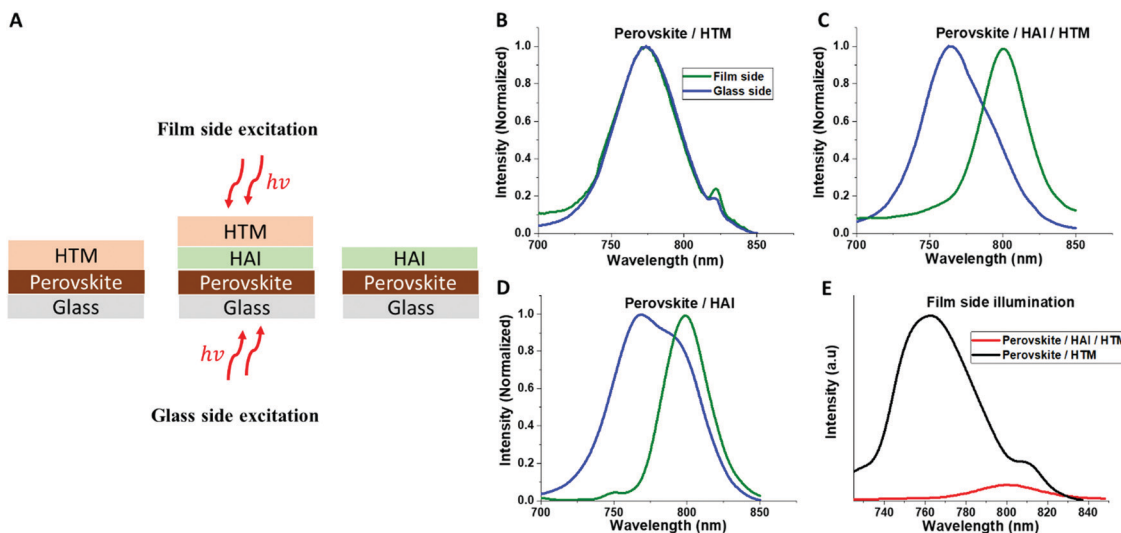 A
Film side excitation
hν
HTM
HTM
HAI
HAI
Perovskite
Perovskite
Perovskite
Glass
Glass
Glass
hν
Glass side excitation
B
Perovskite / HTM
Film side
Glass side
Intensity (Normalized)
1.0
0.8
0.6
0.4
0.2
0.0
700
750
800
850
900
Wavelength (nm)
C
Perovskite / HAI / HTM
Intensity (Normalized)
1.0
0.8
0.6
0.4
0.2
0.0
700
750
800
850
Wavelength (nm)
D
Perovskite / HAI
Intensity (Normalized)
1.0
0.8
0.6
0.4
0.2
0.0
700
750
800
850
Wavelength (nm)
E
Film side illumination
Perovskite / HAI / HTM
Perovskite / HTM
Intensity (a.u)
740
760
780
800
820
840
Wavelength (nm)